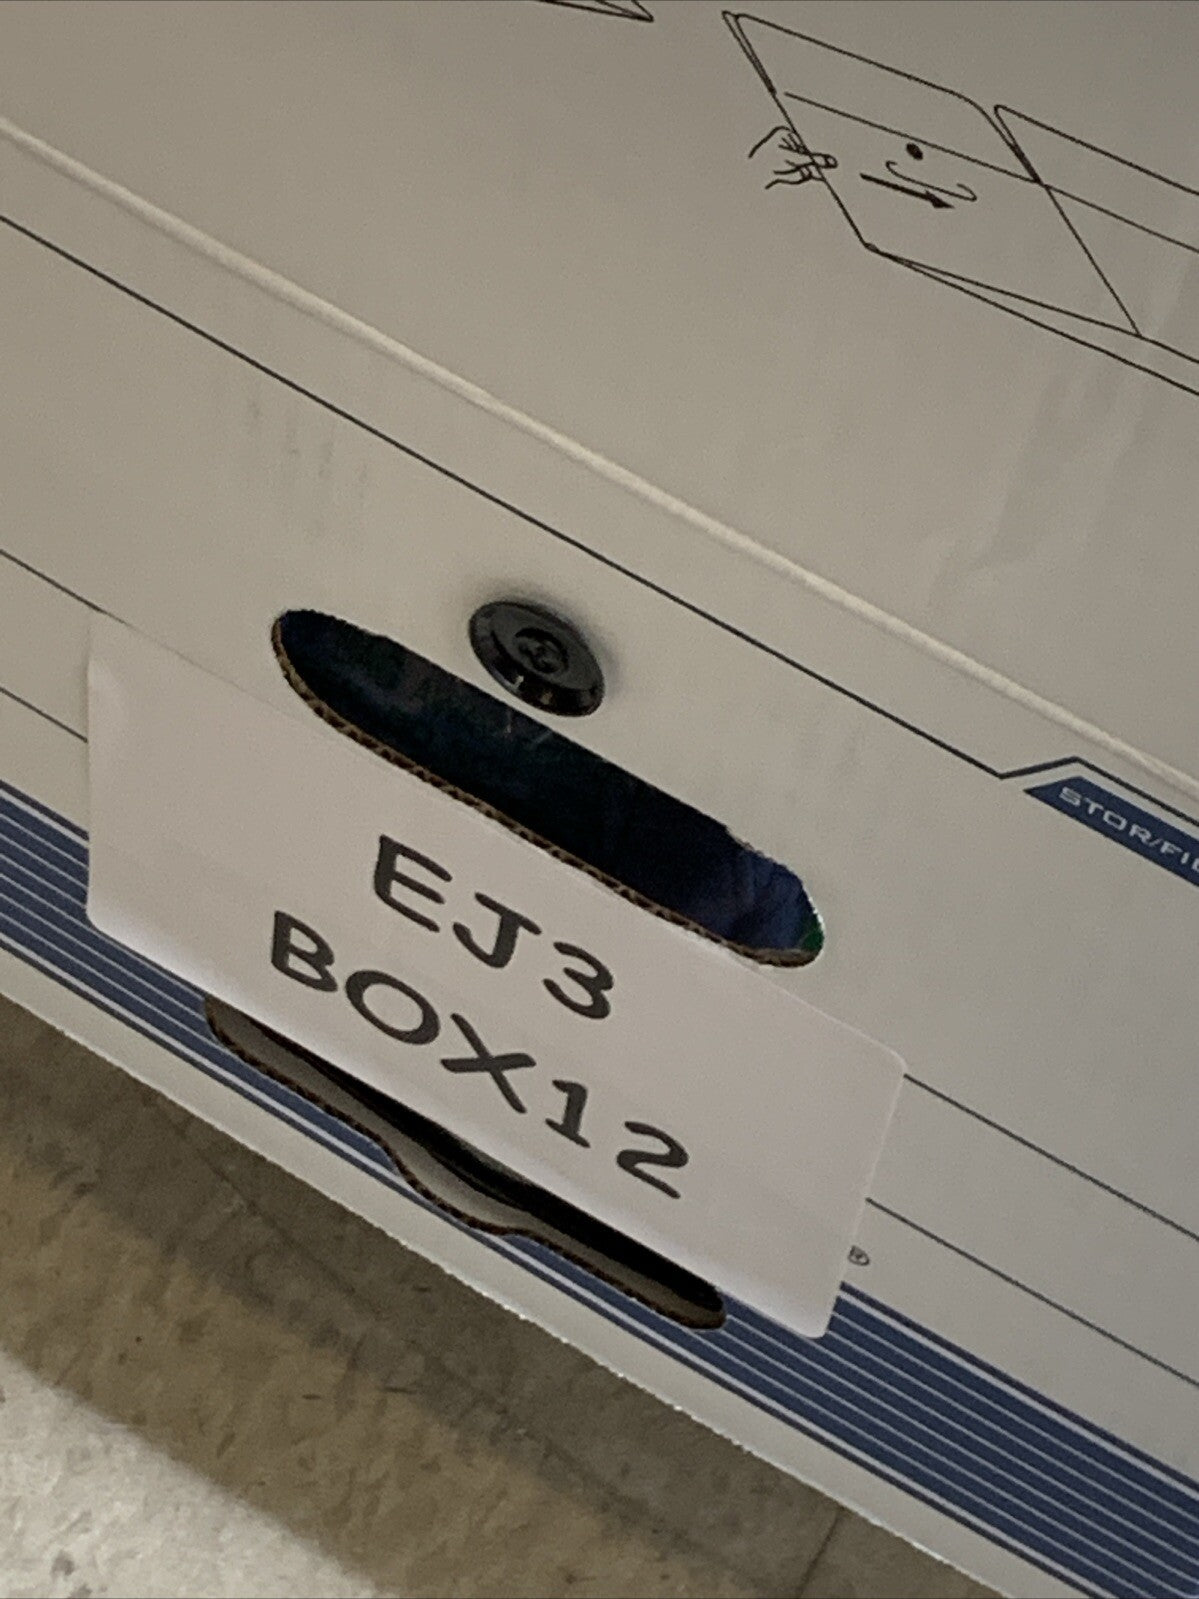 STOR/FI
EJ3
BOX12
®